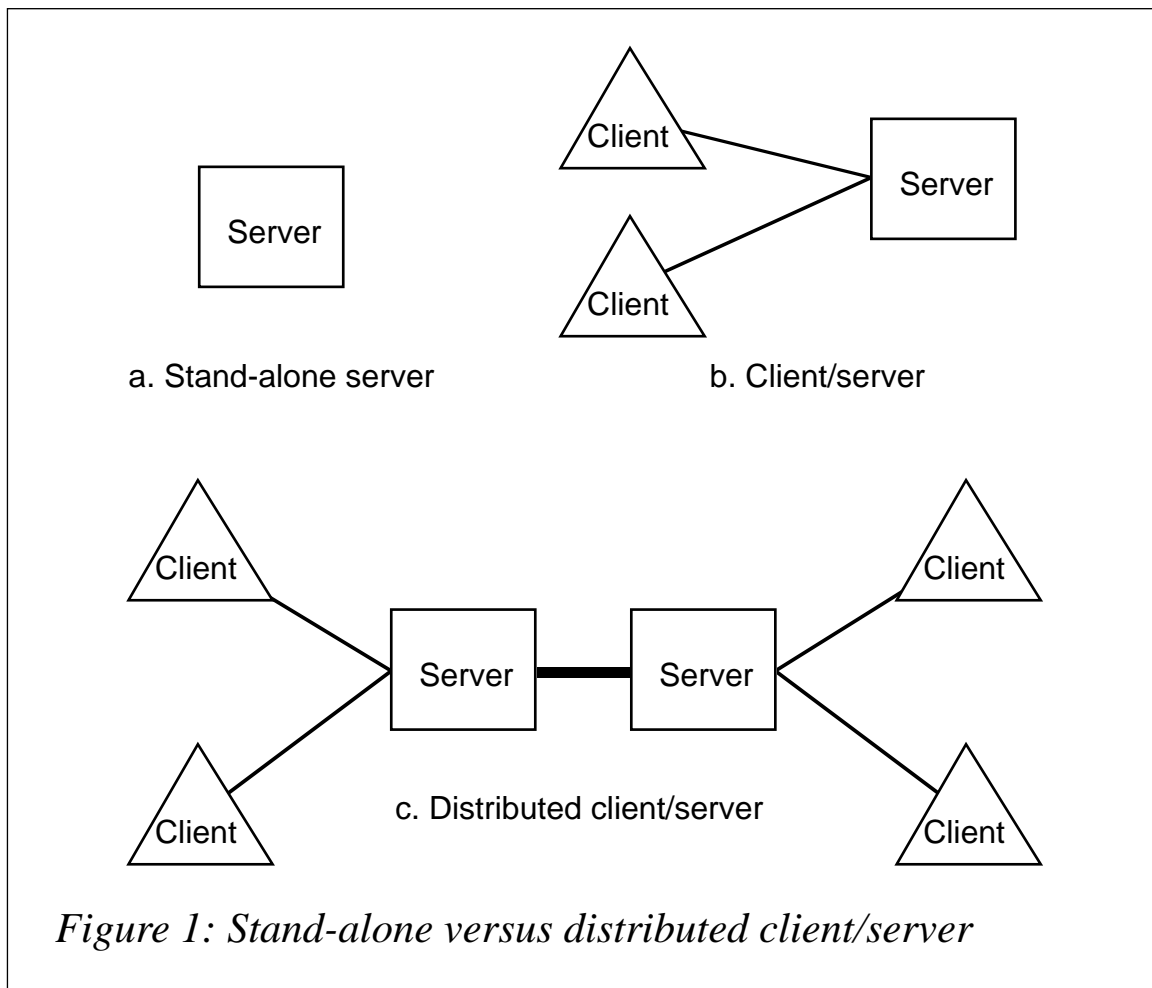 Client
Server
Server
Client
a. Stand-alone server
b. Client/server
Client
Client
Server
Server
Client
Client
c. Distributed client/server
Figure 1: Stand-alone versus distributed client/server